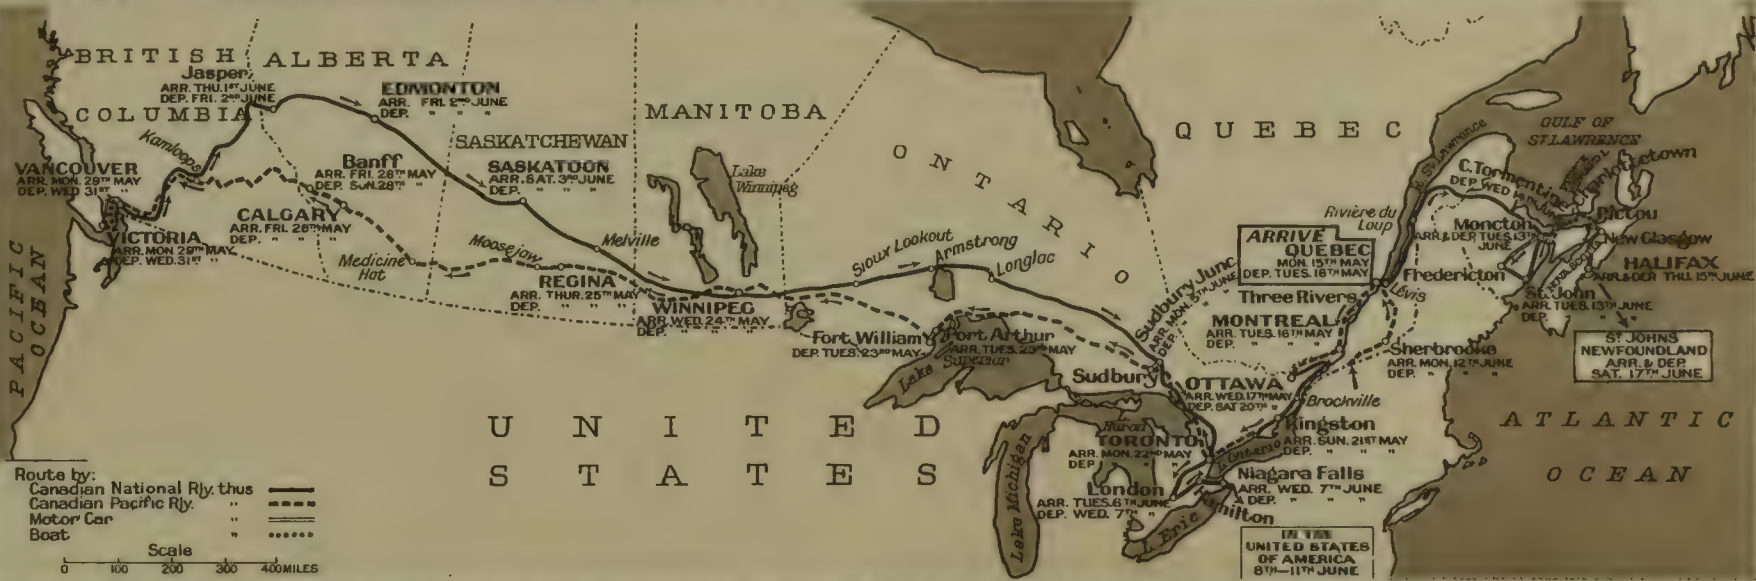 BRITISH
COLUMBIA
ALBERTA
Jasper
ARR. THU. 1ST JUNE
DEP. FRI. 2ND JUNE
EDMONTON
ARR. FRI. 2ND JUNE
DEP. " " "
SASKATCHEWAN
SASKATOON
ARR. SAT. 3RD JUNE
DEP. " " "
MANITOBA
Lake
Winnipeg
ONTARIO
QUEBEC
Kamloops
VANCOUVER
ARR. MON. 29TH MAY
DEP. WED 31ST "
VICTORIA
ARR. MON 29TH MAY
DEP. WED. 31ST "
Banff
ARR. FRI. 26TH MAY
DEP. SUN. 28TH "
CALGARY
ARR. FRI. 26TH MAY
DEP. " " "
Medicine
Hat
Moosejaw
Melville
REGINA
ARR. THUR. 25TH MAY
DEP. " " "
WINNIPEG
ARR. WED. 24TH MAY
DEP. " " "
Sioux Lookout
Armstrong
Longlac
Fort William
DEP. TUES. 23RD MAY
Port Arthur
ARR. TUES. 23RD MAY
Lake
Superior
Sudbury Junc.
ARR. MON. 5TH JUNE
DEP. " " "
Sudbury
R. St. Lawrence
GULF OF
ST. LAWRENCE
PRINCE
Charlottetown
C. Tormentine
DEP. WED
Moncton
ARR. & DEP. TUES. 13TH
JUNE
Pictou
New Glasgow
NOVA SCOTIA
HALIFAX
ARR. & DEP. THU. 15TH JUNE
Fredericton
St. John
ARR. TUES. 13TH JUNE
DEP. " " "
ST. JOHNS
NEWFOUNDLAND
ARR. & DEP.
SAT. 17TH JUNE
Rivière du
Loup
ARRIVE
QUEBEC
MON. 15TH MAY
DEP. TUES. 16TH MAY
Lévis
Three Rivers
MONTREAL
ARR. TUES. 16TH MAY
DEP. " " "
Sherbrooke
ARR. MON. 12TH JUNE
DEP. " " "
OTTAWA
ARR. WED. 17TH MAY
DEP. SAT 20TH "
Brockville
Kingston
ARR. SUN. 21ST MAY
DEP. " " "
L. Ontario
Huron
TORONTO
ARR. MON. 22ND MAY
DEP. " " "
Niagara Falls
ARR. WED. 7TH JUNE
DEP. " " "
London
ARR. TUES. 6TH JUNE
DEP. WED. 7TH " "
Hamilton
L. Erie
Lake Michigan
IN THE
UNITED STATES
OF AMERICA
8TH—11TH JUNE
UNITED
STATES
PACIFIC
OCEAN
ATLANTIC
OCEAN
Route by:
Canadian National Rly. thus
Canadian Pacific Rly. "
Motor Car "
Boat "
Scale
0 100 200 300 400 MILES